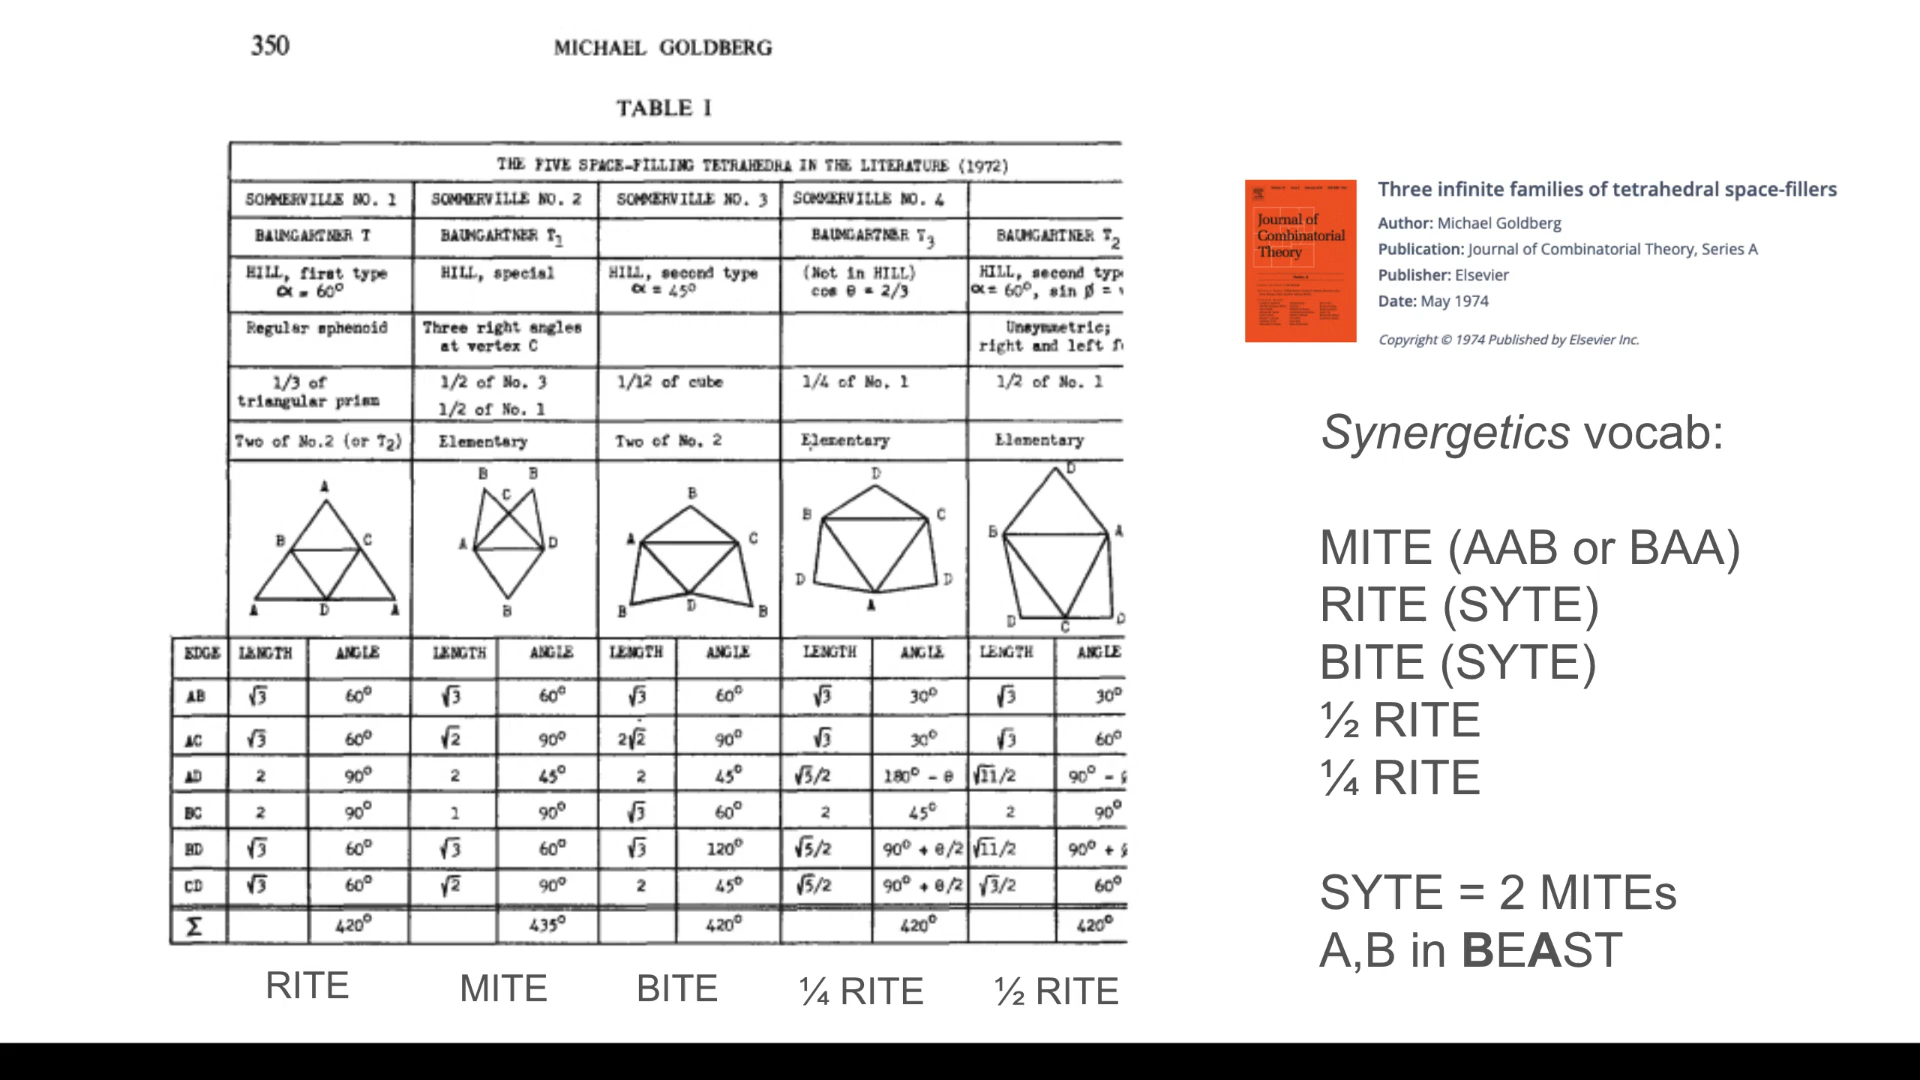 350 MICHAEL GOLDBERG
TABLE I
THE FIVE SPACE-FILLING TETRAHEDRA IN THE LITERATURE (1972)
SOMMERVILLE NO. 1 SOMMERVILLE NO. 2 SOMMERVILLE NO. 3 SOMMERVILLE NO. 4
BAUMGARTNER T BAUMGARTNER T₁ BAUMGARTNER T₃ BAUMGARTNER T₂
HILL, first type HILL, special HILL, second type (Not in HILL) HILL, second typ
α = 60° α = 45° cos θ = 2/3 α = 60°, sin ϕ =
Regular sphenoid Three right angles Unsymmetric;
at vertex C right and left
1/3 of 1/2 of No. 3 1/12 of cube 1/4 of No. 1 1/2 of No. 1
triangular prism 1/2 of No. 1
Two of No.2 (or T₂) Elementary Two of No. 2 Elementary Elementary
A B C D A A
B B C A D B
B A C B D B
D B C D A D
D B A D C D
EDGE LENGTH ANGLE LENGTH ANGLE LENGTH ANGLE LENGTH ANGLE LENGTH ANGLE
AB √3 60° √3 60° √3 60° √3 30° √3 30°
AC √3 60° √2 90° 2√2 90° √3 30° √3 60°
AD 2 90° 2 45° 2 45° √5/2 180° - θ √11/2 90° -
BC 2 90° 1 90° √3 60° 2 45° 2 90°
BD √3 60° √3 60° √3 120° √5/2 90° + θ/2 √11/2 90° +
CD √3 60° √2 90° 2 45° √5/2 90° + θ/2 √3/2 60°
Σ 420° 435° 420° 420° 420°
RITE MITE BITE ¼ RITE ½ RITE
Journal of
Combinatorial
Theory
Three infinite families of tetrahedral space-fillers
Author: Michael Goldberg
Publication: Journal of Combinatorial Theory, Series A
Publisher: Elsevier
Date: May 1974
Copyright © 1974 Published by Elsevier Inc.
Synergetics vocab:
MITE (AAB or BAA)
RITE (SYTE)
BITE (SYTE)
½ RITE
¼ RITE
SYTE = 2 MITEs
A,B in BEAST